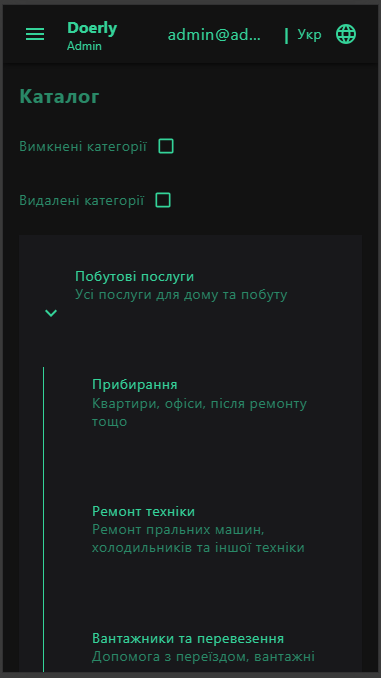 Doerly
Admin
admin@ad...
| Укр
Каталог
Вимкнені категорії
Видалені категорії
Побутові послуги
Усі послуги для дому та побуту
Прибирання
Квартири, офіси, після ремонту
тощо
Ремонт техніки
Ремонт пральних машин,
холодильників та іншої техніки
Вантажники та перевезення
Допомога з переїздом, вантажні